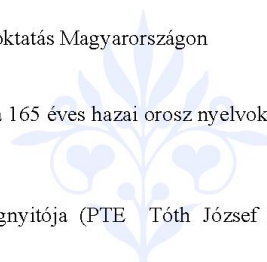 oktatás Magyarországon
a 165 éves hazai orosz nyelvok
gnyitója (PTE Tóth József